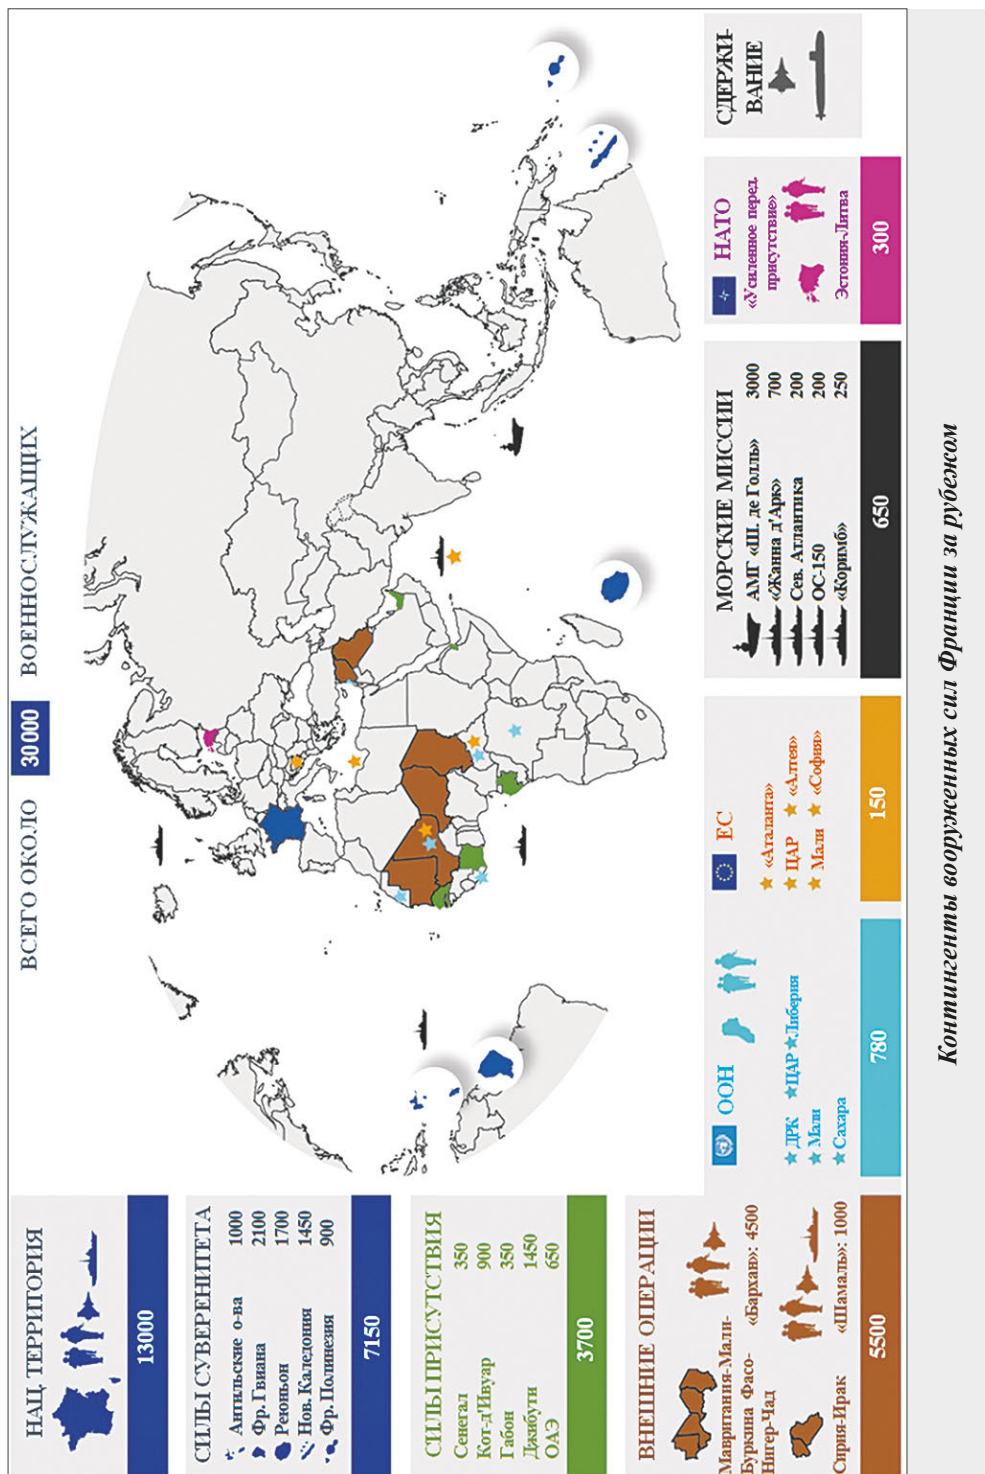 ВСЕГО ОКОЛО 30000 ВОЕННОСЛУЖАЩИХ
НАЦ. ТЕРРИТОРИЯ
13000
СИЛЫ СУВЕРЕНИТЕТА
Антильские о-ва 1000
Фр. Гвиана 2100
Реюньон 1700
Нов. Каледония 1450
Фр. Полинезия 900
7150
СИЛЫ ПРИСУТСТВИЯ
Сенегал 350
Кот-д'Ивуар 900
Габон 350
Джибути 1450
ОАЭ 650
3700
ВНЕШНИЕ ОПЕРАЦИИ
Мавритания-Мали-
Буркина Фасо- «Бархан»: 4500
Нигер-Чад
Сирия-Ирак «Шамаль»: 1000
5500
ООН
ДРК ЦАР Либерия
Мали
Сахара
780
ЕС
«Аталанта»
ЦАР «Алтея»
Мали «София»
150
МОРСКИЕ МИССИИ
АМГ «Ш. де Голль» 3000
«Жанна д'Арк» 700
Сев. Атлантика 200
ОС-150 200
«Коримб» 250
650
НАТО
«Усиленное перед.
присутствие»
Эстония-Литва
300
СДЕРЖИ-
ВАНИЕ
Контингенты вооруженных сил Франции за рубежом